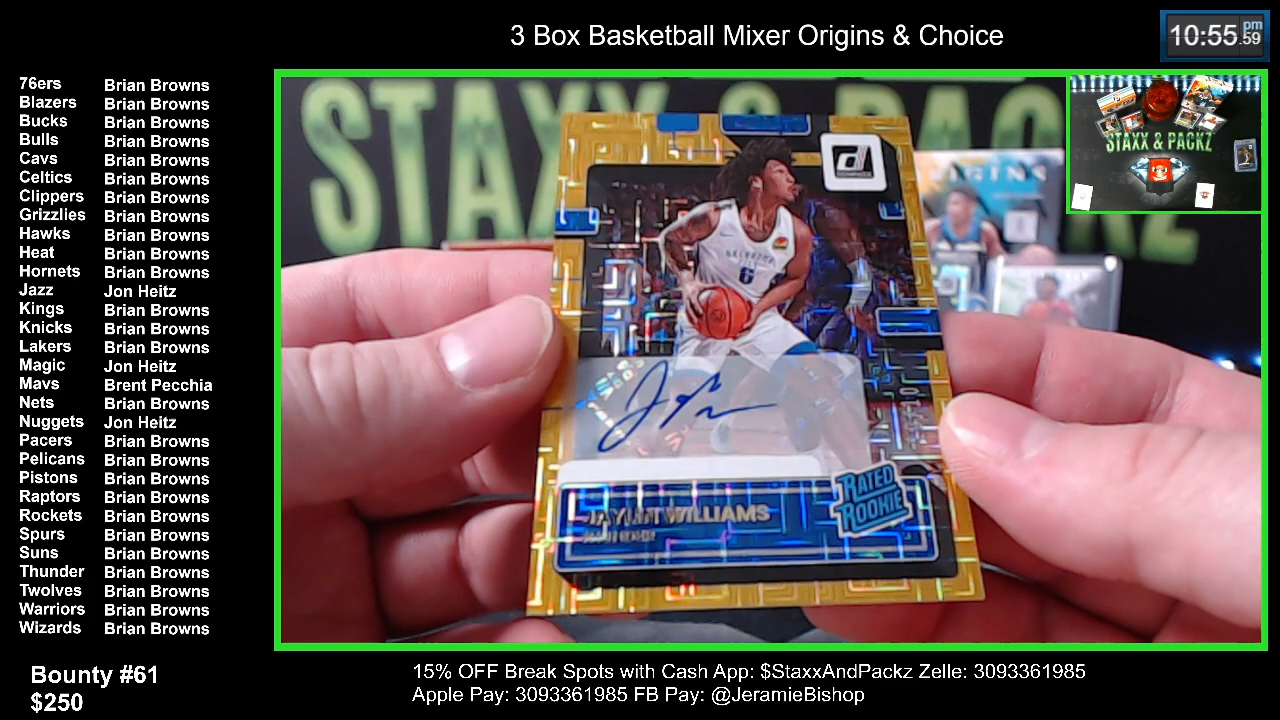 3 Box Basketball Mixer Origins & Choice
10:55:59 pm
76ers Brian Browns
Blazers Brian Browns
Bucks Brian Browns
Bulls Brian Browns
Cavs Brian Browns
Celtics Brian Browns
Clippers Brian Browns
Grizzlies Brian Browns
Hawks Brian Browns
Heat Brian Browns
Hornets Brian Browns
Jazz Jon Heitz
Kings Brian Browns
Knicks Brian Browns
Lakers Brian Browns
Magic Jon Heitz
Mavs Brent Pecchia
Nets Brian Browns
Nuggets Jon Heitz
Pacers Brian Browns
Pelicans Brian Browns
Pistons Brian Browns
Raptors Brian Browns
Rockets Brian Browns
Spurs Brian Browns
Suns Brian Browns
Thunder Brian Browns
Twolves Brian Browns
Warriors Brian Browns
Wizards Brian Browns
Bounty #61
$250
STAXX & PACKZ
STAXX & PACKZ
ORIGINS
d
6
RATED
ROOKIE
WILLIAMS
15% OFF Break Spots with Cash App: $StaxxAndPackz Zelle: 3093361985
Apple Pay: 3093361985 FB Pay: @JeramieBishop